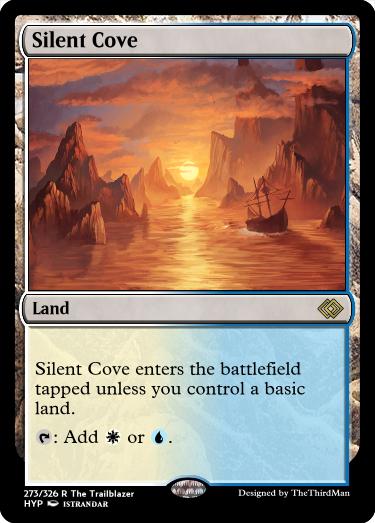 Silent Cove
Land
Silent Cove enters the battlefield
tapped unless you control a basic
land.
: Add or .
273/326 R The Trailblazer
Designed by TheThirdMan
HYP ISTRANDAR